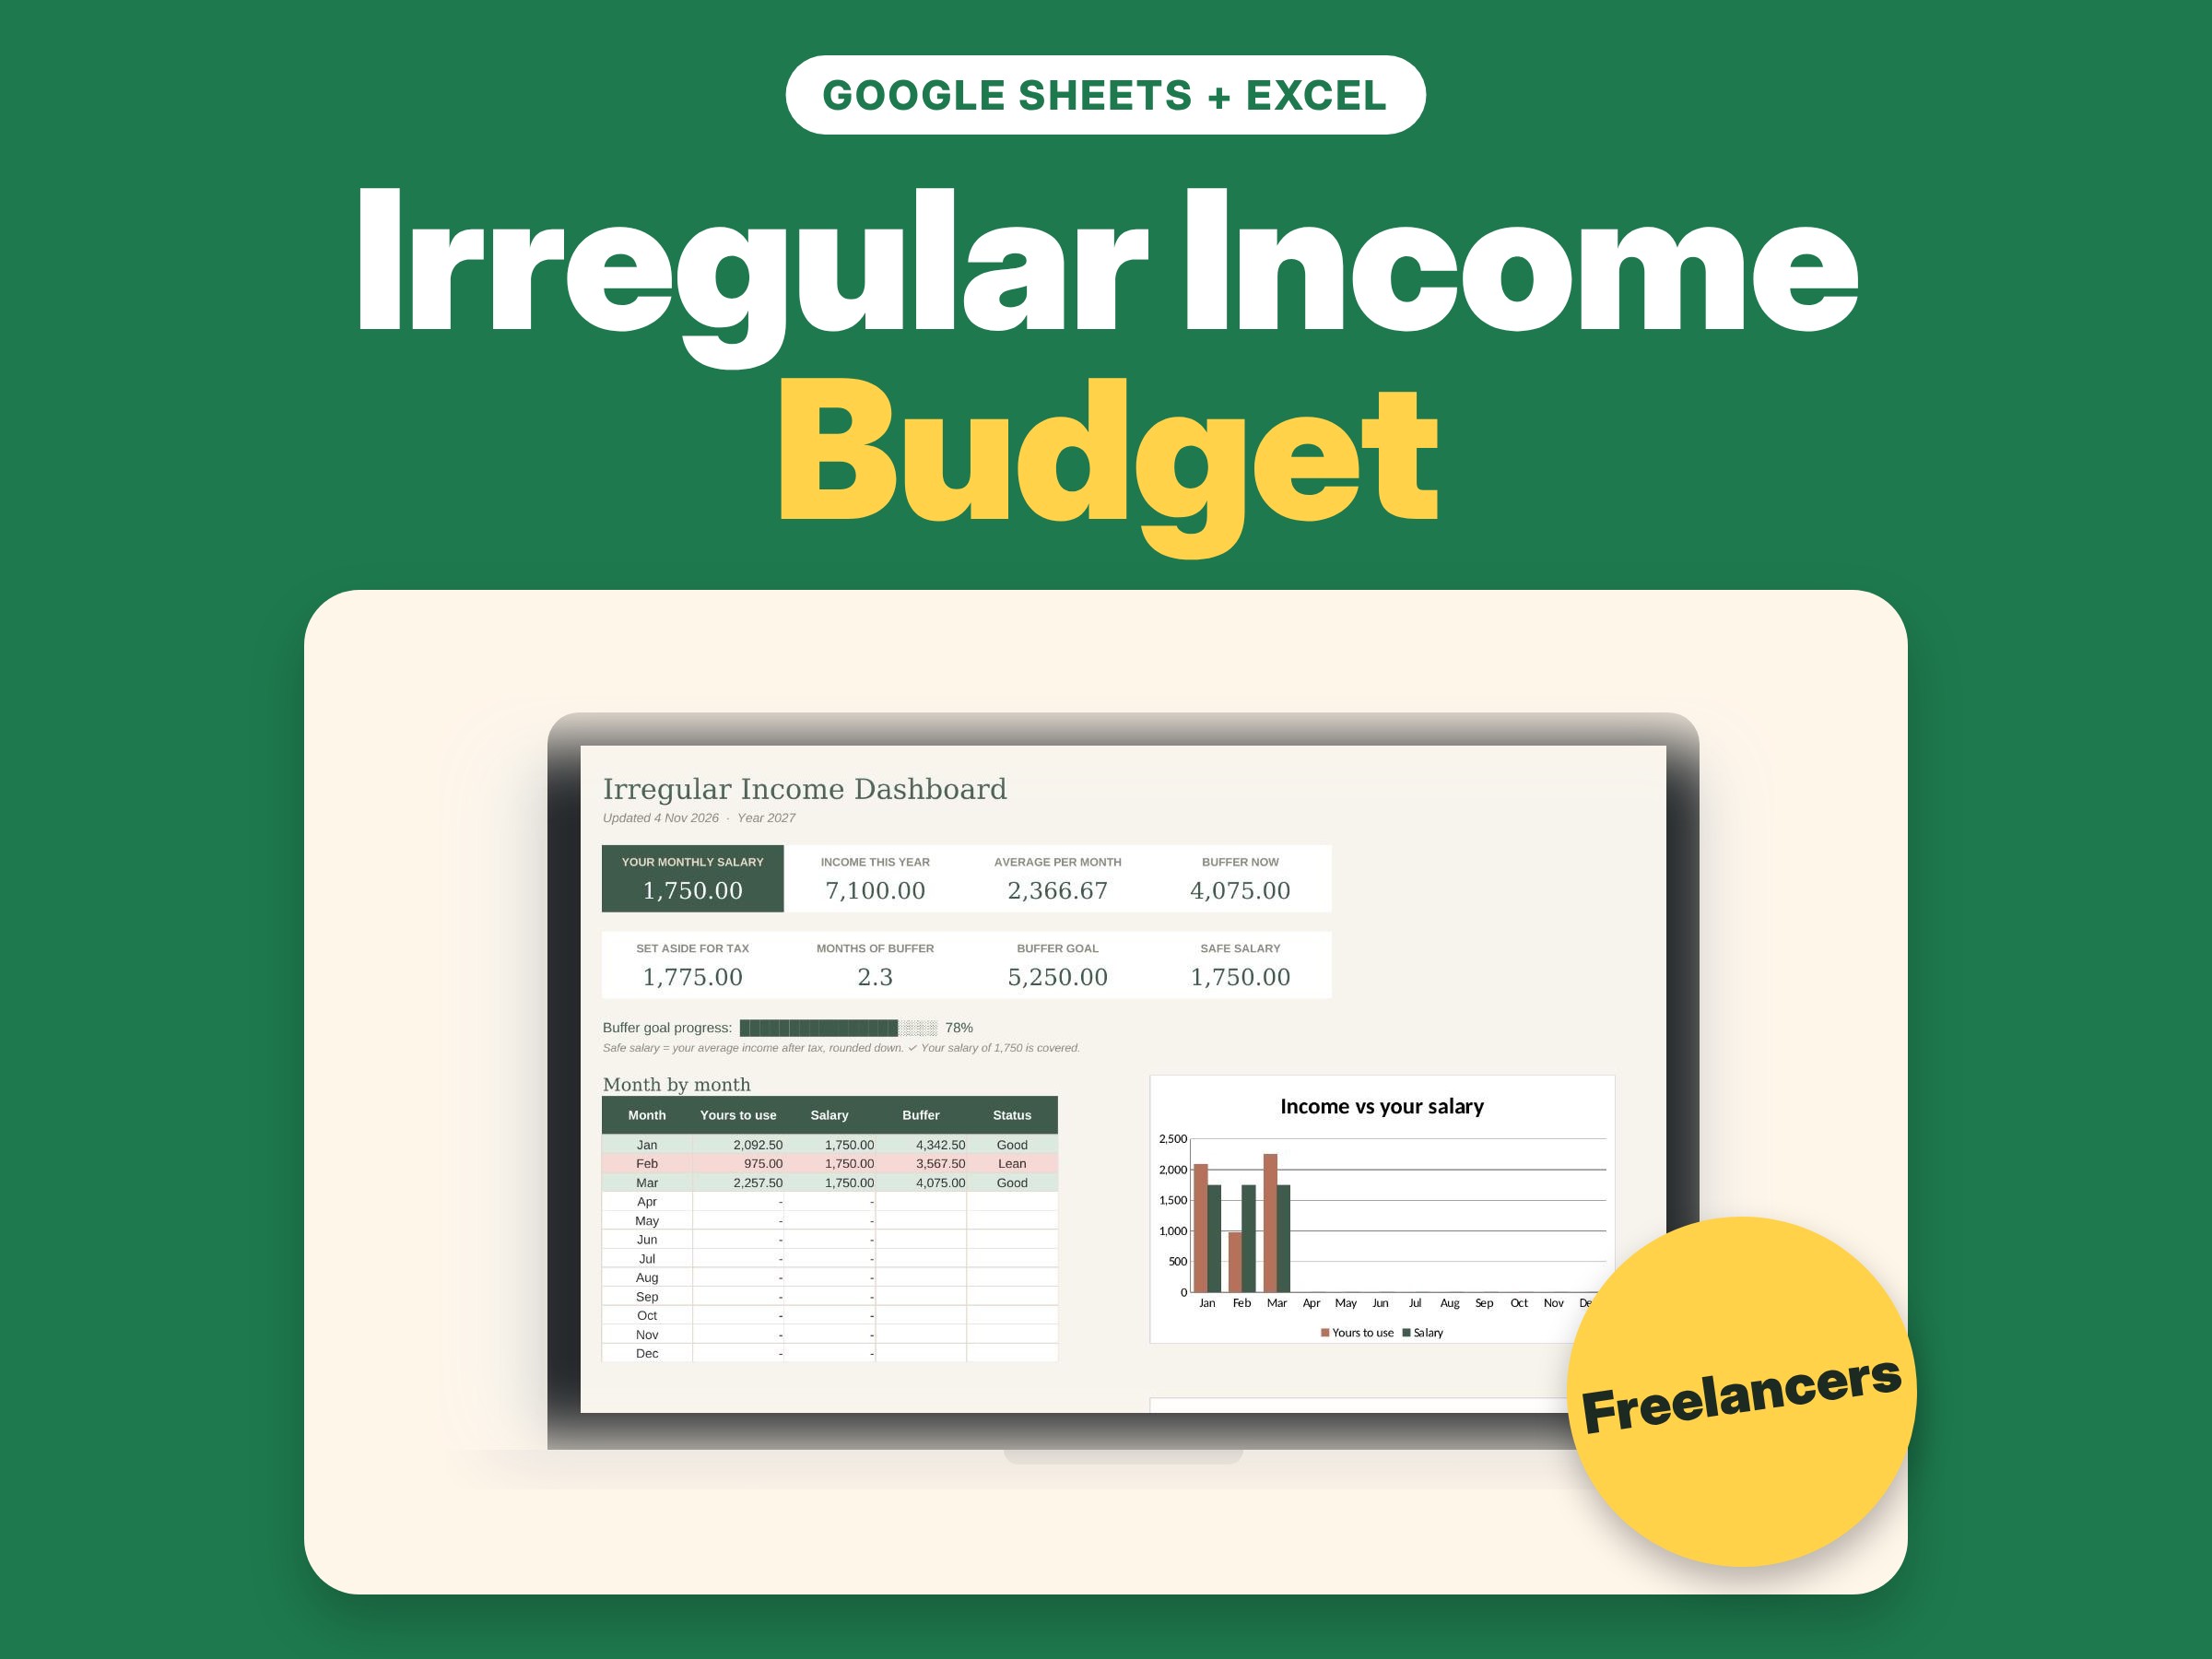 GOOGLE SHEETS + EXCEL
Irregular Income
Budget
Irregular Income Dashboard
Updated 4 Nov 2026 · Year 2027
YOUR MONTHLY SALARY INCOME THIS YEAR AVERAGE PER MONTH BUFFER NOW
1,750.00 7,100.00 2,366.67 4,075.00
SET ASIDE FOR TAX MONTHS OF BUFFER BUFFER GOAL SAFE SALARY
1,775.00 2.3 5,250.00 1,750.00
Buffer goal progress: 78%
Safe salary = your average income after tax, rounded down. ✓ Your salary of 1,750 is covered.
Month by month
Month Yours to use Salary Buffer Status
Jan 2,092.50 1,750.00 4,342.50 Good
Feb 975.00 1,750.00 3,567.50 Lean
Mar 2,257.50 1,750.00 4,075.00 Good
Apr - -
May - -
Jun - -
Jul - -
Aug - -
Sep - -
Oct - -
Nov - -
Dec - -
Income vs your salary
2,500
2,000
1,500
1,000
500
0
Jan Feb Mar Apr May Jun Jul Aug Sep Oct Nov
Yours to use Salary
Freelancers